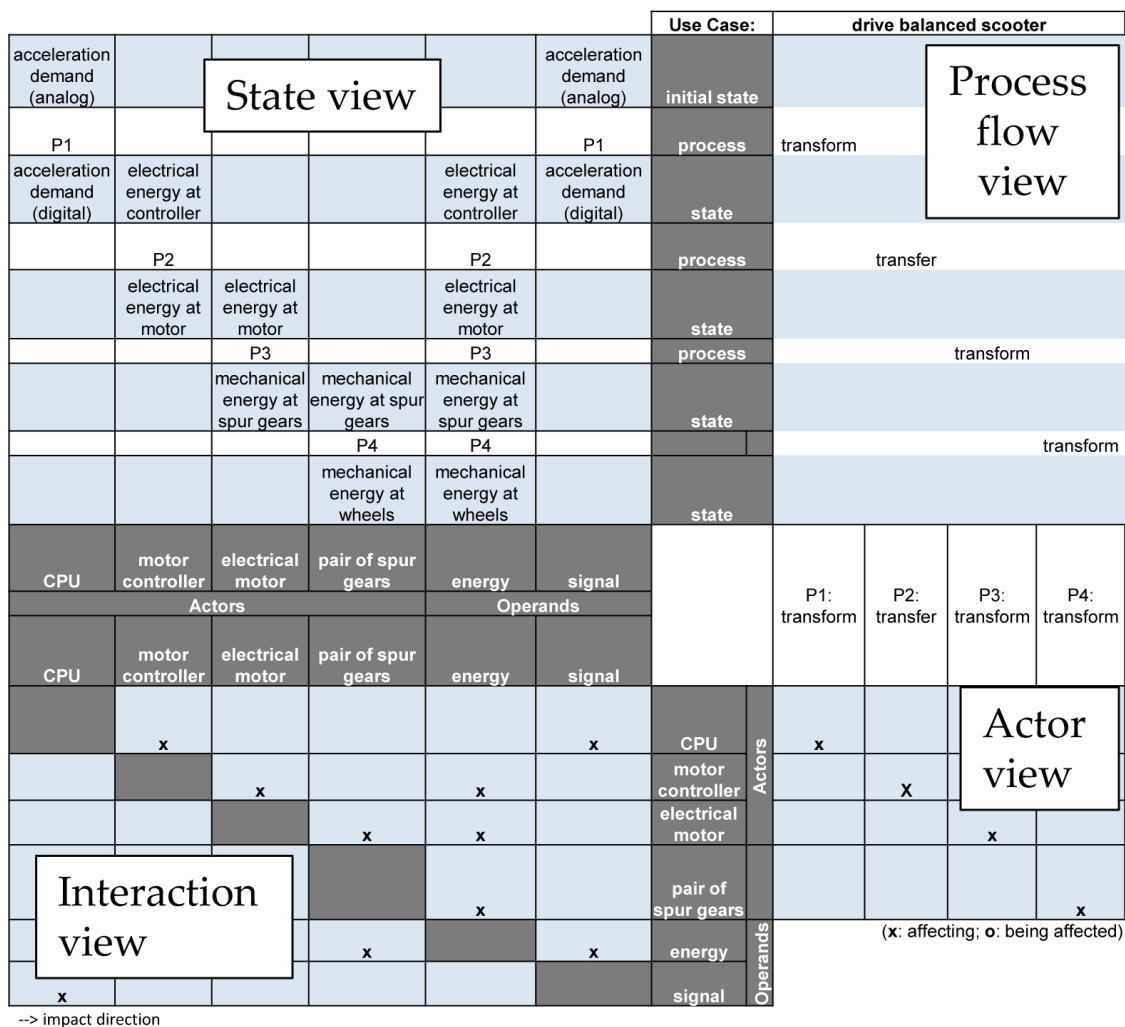 Use Case: drive balanced scooter
acceleration demand (analog) acceleration demand (analog) initial state
State view
Process flow view
P1 P1 process transform
acceleration demand (digital) electrical energy at controller electrical energy at controller acceleration demand (digital) state
P2 P2 process transfer
electrical energy at motor electrical energy at motor electrical energy at motor state
P3 P3 process transform
mechanical energy at spur gears mechanical energy at spur gears mechanical energy at spur gears state
P4 P4 transform
mechanical energy at wheels mechanical energy at wheels state
CPU motor controller electrical motor pair of spur gears energy signal
P1: transform P2: transfer P3: transform P4: transform
Actors Operands
CPU motor controller electrical motor pair of spur gears energy signal
x x CPU x
Actors
Actor view
x x motor controller X
x x electrical motor x
Interaction view
x pair of spur gears x
(x: affecting; o: being affected)
x x energy
Operands
x signal
--> impact direction